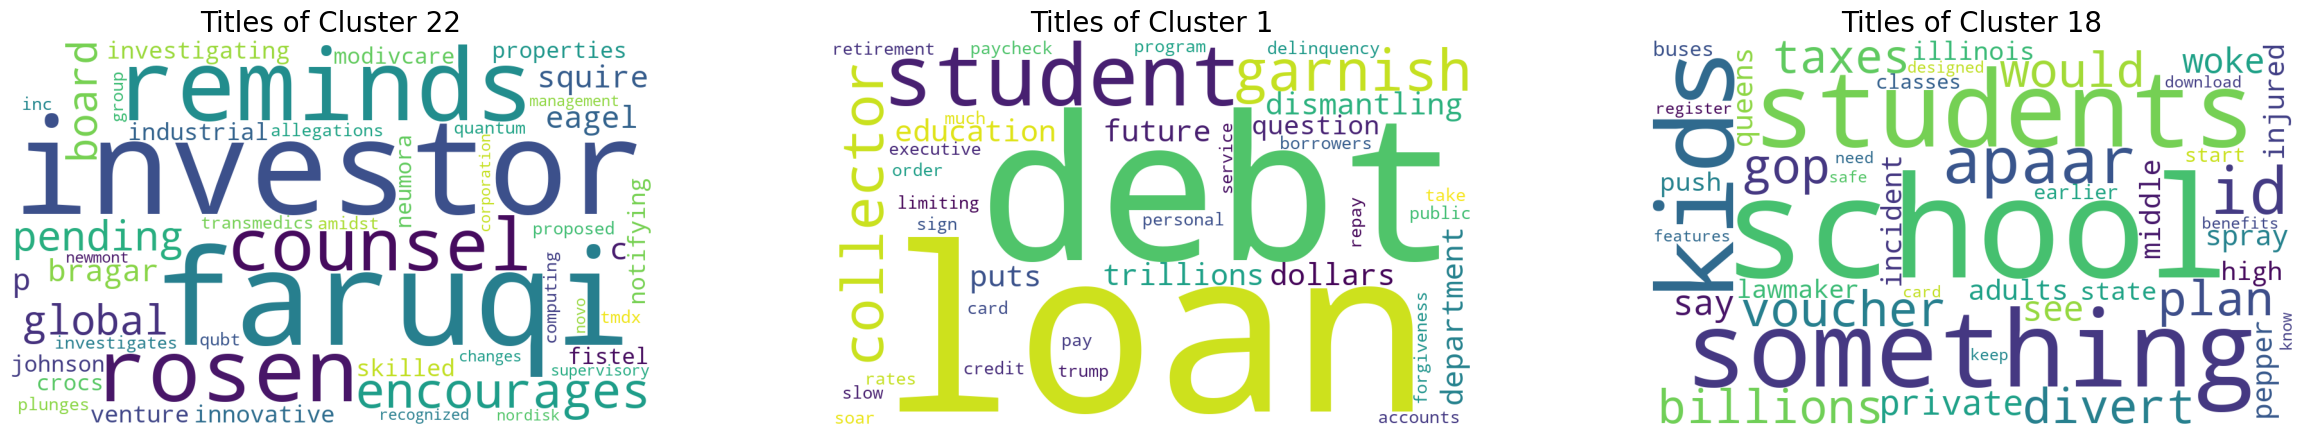 Titles of Cluster 22
investigating
modivcare
properties
board
group
reminds
squire
management
inc
eagel
industrial
allegations
quantum
investor
neumora
corporation
transmedics
amidst
notifying
pending
counsel
proposed
newmont
c
bragar
p
faruqi
computing
novo
global
tmdx
investigates
qubt
johnson
rosen
skilled
changes
fistel
crocs
supervisory
encourages
plunges
venture
innovative
recognized
nordisk
Titles of Cluster 1
retirement
paycheck
program
delinquency
collector
student
garnish
dismantling
much
education
future
question
executive
service
borrowers
order
debt
limiting
take
sign
personal
repay
public
loan
puts
trillions
dollars
department
card
forgiveness
pay
credit
trump
rates
slow
soar
accounts
Titles of Cluster 18
buses
kids
queens
taxes
illinois
designed
would
woke
classes
download
injured
register
students
gop
need
apaar
start
push
safe
incident
earlier
middle
id
school
features
benefits
spray
high
lawmaker
card
adults
state
say
voucher
see
plan
something
keep
pepper
know
billions
private
divert